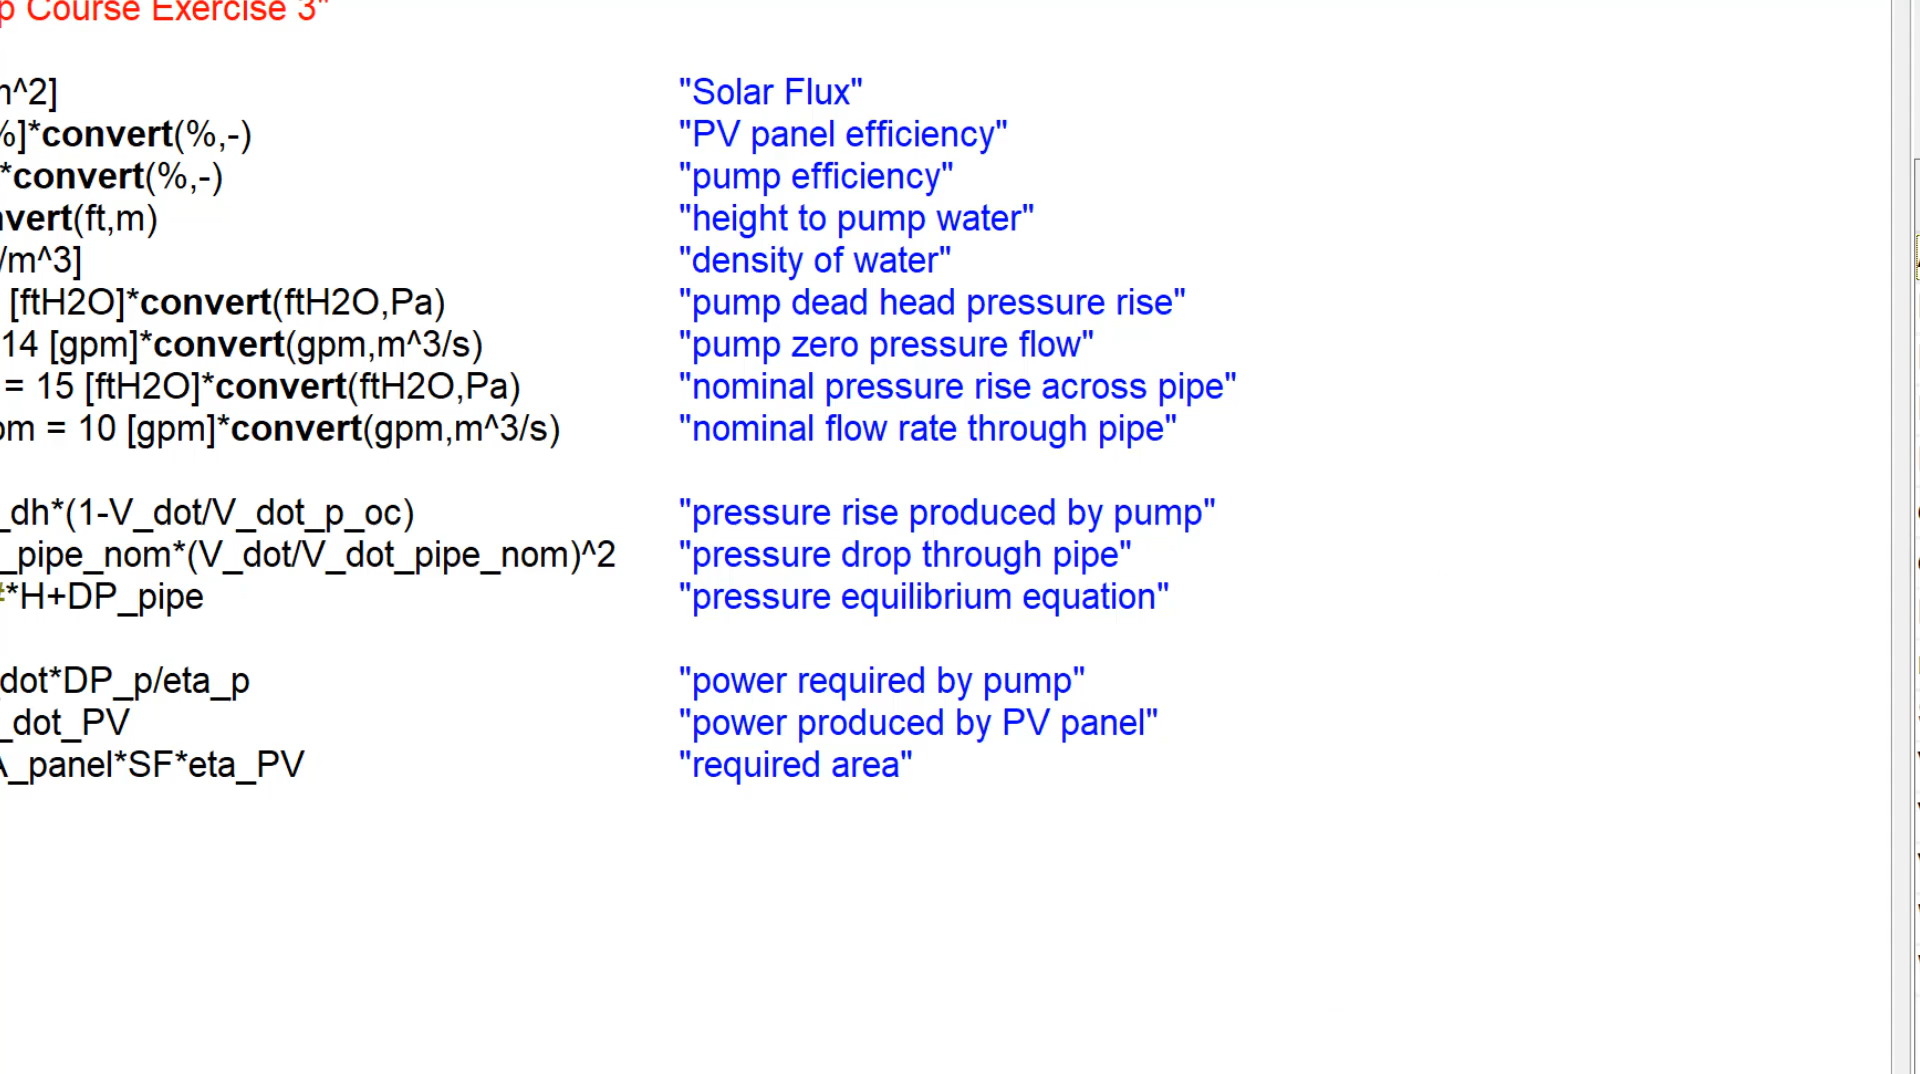 p Course Exercise 3"
m^2] "Solar Flux"
%]*convert(%,-) "PV panel efficiency"
*convert(%,-) "pump efficiency"
nvert(ft,m) "height to pump water"
/m^3] "density of water"
[ftH2O]*convert(ftH2O,Pa) "pump dead head pressure rise"
14 [gpm]*convert(gpm,m^3/s) "pump zero pressure flow"
= 15 [ftH2O]*convert(ftH2O,Pa) "nominal pressure rise across pipe"
om = 10 [gpm]*convert(gpm,m^3/s) "nominal flow rate through pipe"
_dh*(1-V_dot/V_dot_p_oc) "pressure rise produced by pump"
_pipe_nom*(V_dot/V_dot_pipe_nom)^2 "pressure drop through pipe"
#*H+DP_pipe "pressure equilibrium equation"
dot*DP_p/eta_p "power required by pump"
_dot_PV "power produced by PV panel"
A_panel*SF*eta_PV "required area"